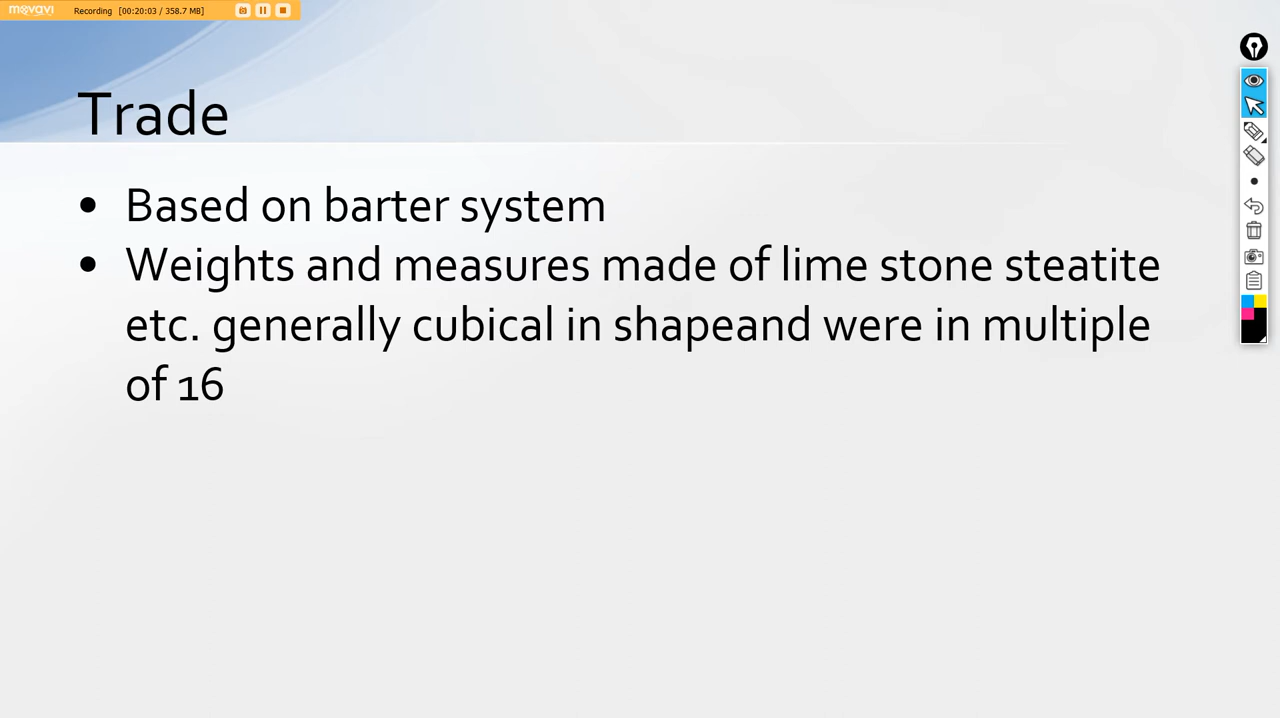 movavi Recording [00:20:03 / 358.7 MB]
Trade
• Based on barter system
• Weights and measures made of lime stone steatite
etc. generally cubical in shapeand were in multiple
of 16